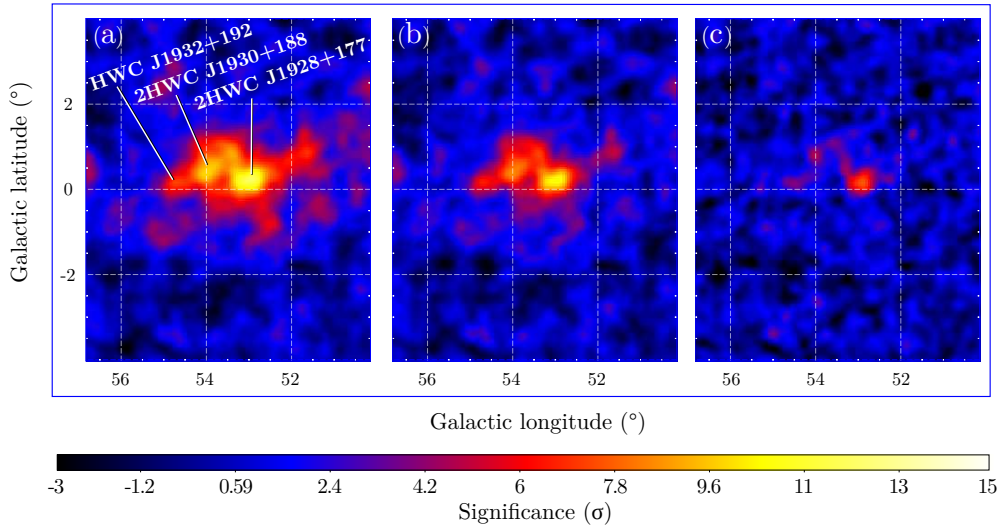 (a)
(b)
(c)
HWC J1932+192
2HWC J1930+188
2HWC J1928+177
Galactic latitude (°)
2
0
-2
56
54
52
56
54
52
56
54
52
Galactic longitude (°)
-3
-1.2
0.59
2.4
4.2
6
7.8
9.6
11
13
15
Significance (σ)